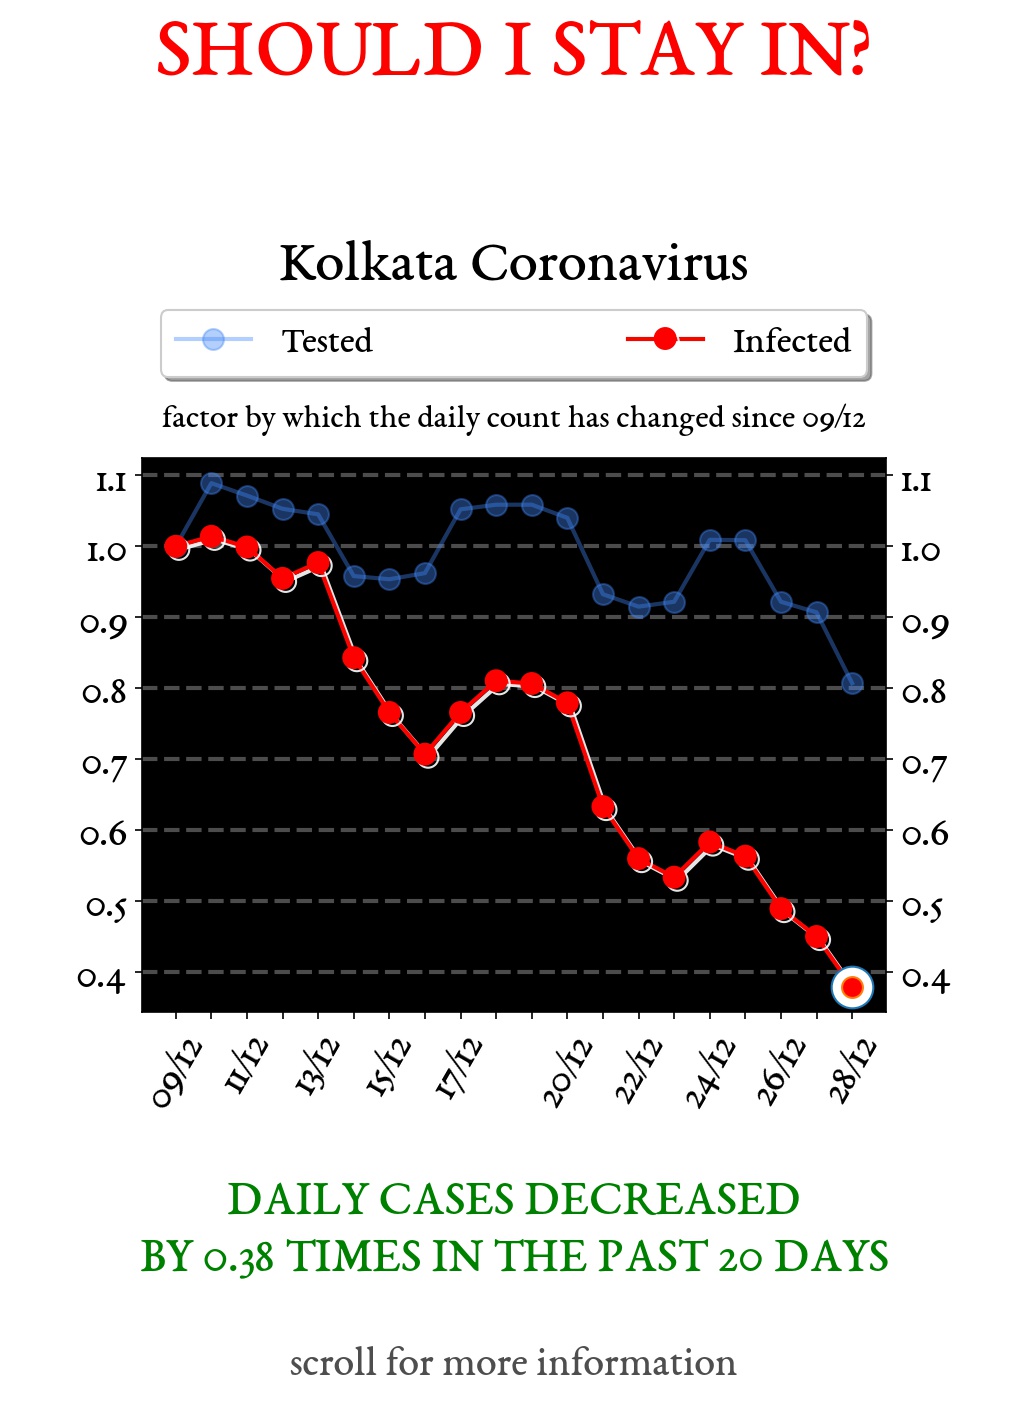 SHOULD I STAY IN?
Kolkata Coronavirus
Tested Infected
factor by which the daily count has changed since 09/12
1.1 1.1
1.0 1.0
0.9 0.9
0.8 0.8
0.7 0.7
0.6 0.6
0.5 0.5
0.4 0.4
09/12 11/12 13/12 15/12 17/12 20/12 22/12 24/12 26/12 28/12
DAILY CASES DECREASED
BY 0.38 TIMES IN THE PAST 20 DAYS
scroll for more information